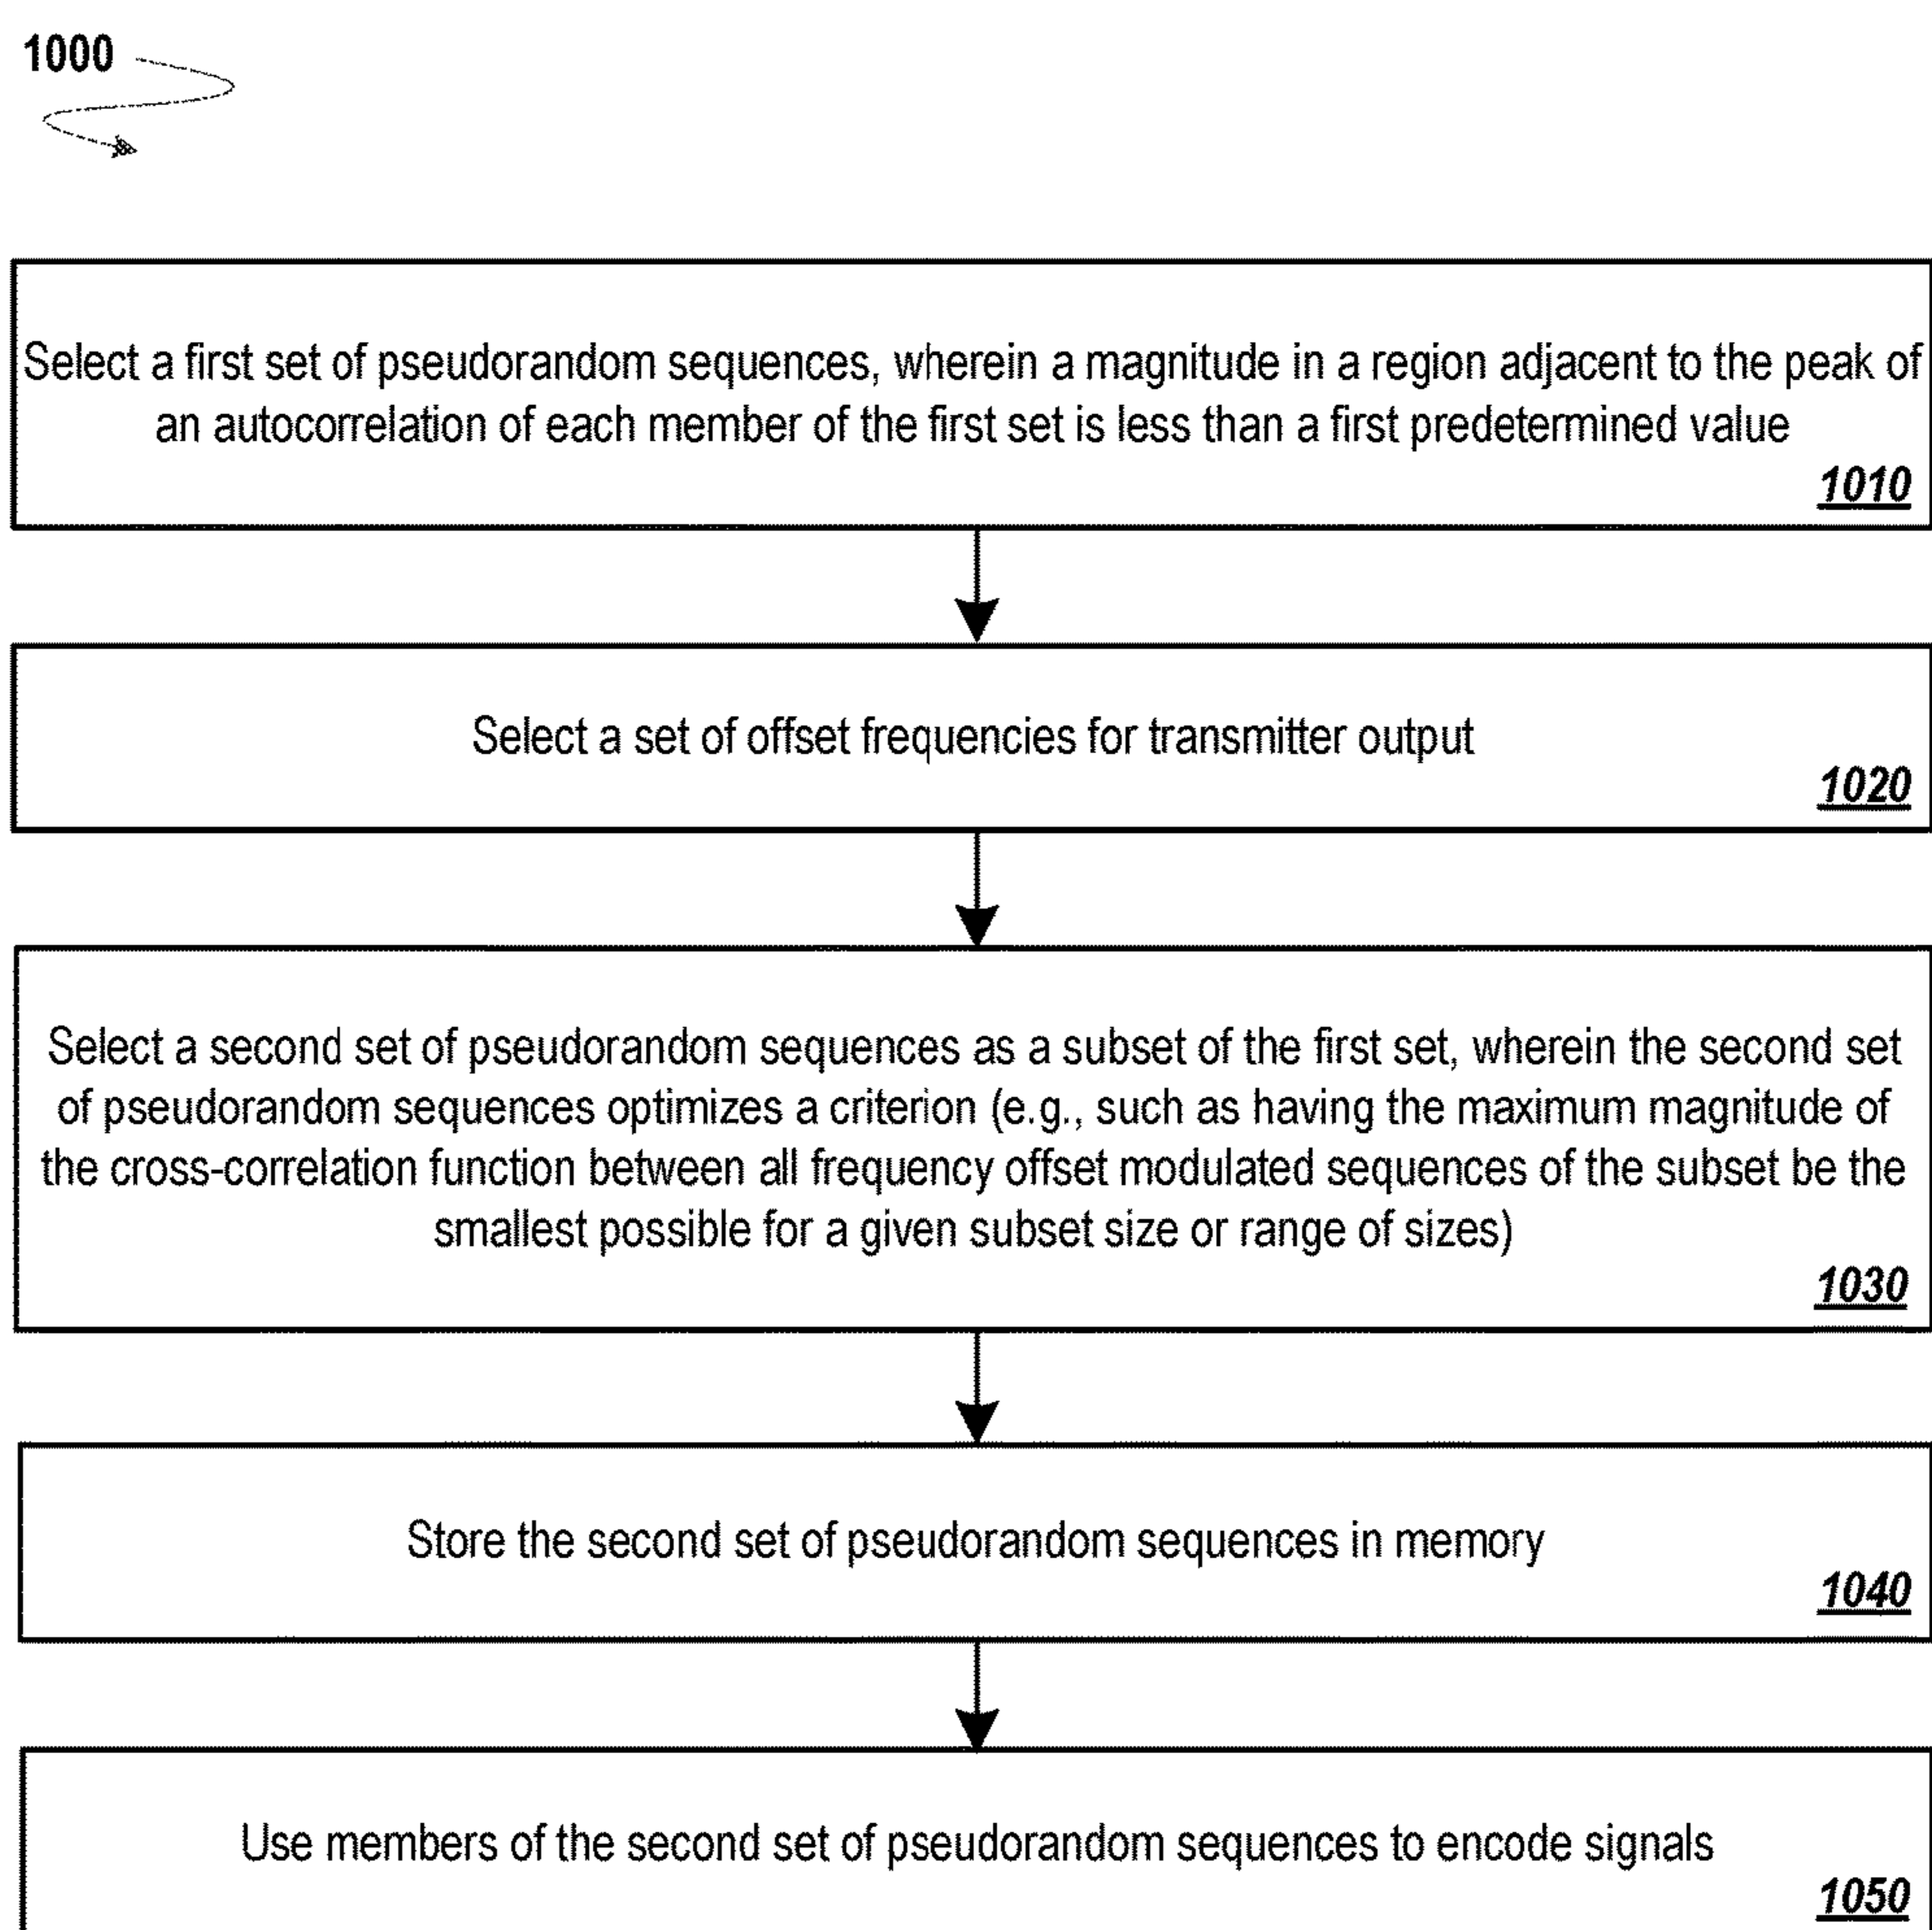 1000
Select a first set of pseudorandom sequences, wherein a magnitude in a region adjacent to the peak of
an autocorrelation of each member of the first set is less than a first predetermined value
1010
Select a set of offset frequencies for transmitter output
1020
Select a second set of pseudorandom sequences as a subset of the first set, wherein the second set
of pseudorandom sequences optimizes a criterion (e.g., such as having the maximum magnitude of
the cross-correlation function between all frequency offset modulated sequences of the subset be the
smallest possible for a given subset size or range of sizes)
1030
Store the second set of pseudorandom sequences in memory
1040
Use members of the second set of pseudorandom sequences to encode signals
1050